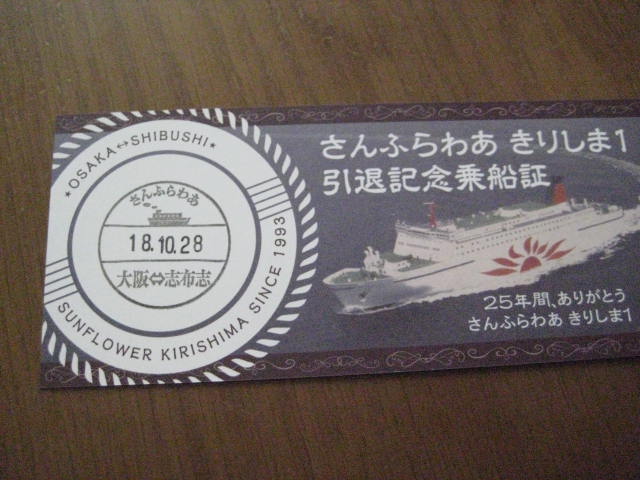 ★OSAKA↔SHIBUSHI★
さんふらわあ
18.10.28
大阪⇔志布志
SUNFLOWER KIRISHIMA SINCE 1993
さんふらわあ きりしま1
引退記念乗船証
25年間、ありがとう
さんふらわあ きりしま1